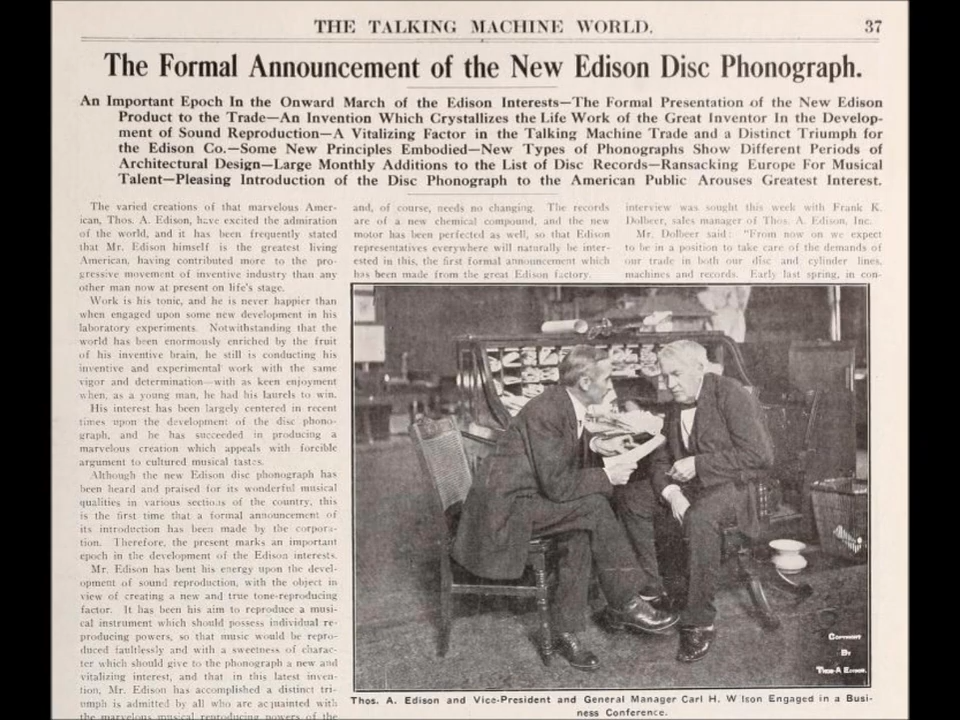 THE TALKING MACHINE WORLD.
37
The Formal Announcement of the New Edison Disc Phonograph.
An Important Epoch In the Onward March of the Edison Interests—The Formal Presentation of the New Edison
Product to the Trade—An Invention Which Crystallizes the Life Work of the Great Inventor In the Develop-
ment of Sound Reproduction—A Vitalizing Factor in the Talking Machine Trade and a Distinct Triumph for
the Edison Co.—Some New Principles Embodied—New Types of Phonographs Show Different Periods of
Architectural Design—Large Monthly Additions to the List of Disc Records—Ransacking Europe For Musical
Talent—Pleasing Introduction of the Disc Phonograph to the American Public Arouses Greatest Interest.
The varied creations of that marvelous Amer-
ican, Thos. A. Edison, have excited the admiration
of the world, and it has been frequently stated
that Mr. Edison himself is the greatest living
American, having contributed more to the pro-
gressive movement of inventive industry than any
other man now at present on life's stage.
Work is his tonic, and he is never happier than
when engaged upon some new development in his
laboratory experiments. Notwithstanding that the
world has been enormously enriched by the fruit
of his inventive brain, he still is conducting his
inventive and experimental work with the same
vigor and determination—with as keen enjoyment
when, as a young man, he had his laurels to win.
His interest has been largely centered in recent
times upon the development of the disc phono-
graph, and he has succeeded in producing a
marvelous creation which appeals with forcible
argument to cultured musical tastes.
Although the new Edison disc phonograph has
been heard and praised for its wonderful musical
qualities in various sections of the country, this
is the first time that a formal announcement of
its introduction has been made by the corpora-
tion. Therefore, the present marks an important
epoch in the development of the Edison interests.
Mr. Edison has bent his energy upon the devel-
opment of sound reproduction, with the object in
view of creating a new and true tone-reproducing
factor. It has been his aim to reproduce a musi-
cal instrument which should possess individual re-
producing powers, so that music would be repro-
duced faultlessly and with a sweetness of charac-
ter which should give to the phonograph a new and
vitalizing interest, and that in this latest inven-
tion, Mr. Edison has accomplished a distinct tri-
umph is admitted by all who are acquainted with
the marvelous musical reproducing powers of the
and, of course, needs no changing. The records
are of a new chemical compound, and the new
motor has been perfected as well, so that Edison
representatives everywhere will naturally be inter-
ested in this, the first formal announcement which
has been made from the great Edison factory.
interview was sought this week with Frank K.
Dolbeer, sales manager of Thos. A. Edison, Inc.
Mr. Dolbeer said: "From now on we expect
to be in a position to take care of the demands of
our trade in both our disc and cylinder lines,
machines and records. Early last spring, in con-
Copyright
By
Thos. A. Edison.
Thos. A. Edison and Vice-President and General Manager Carl H. Wilson Engaged in a Busi-
ness Conference.